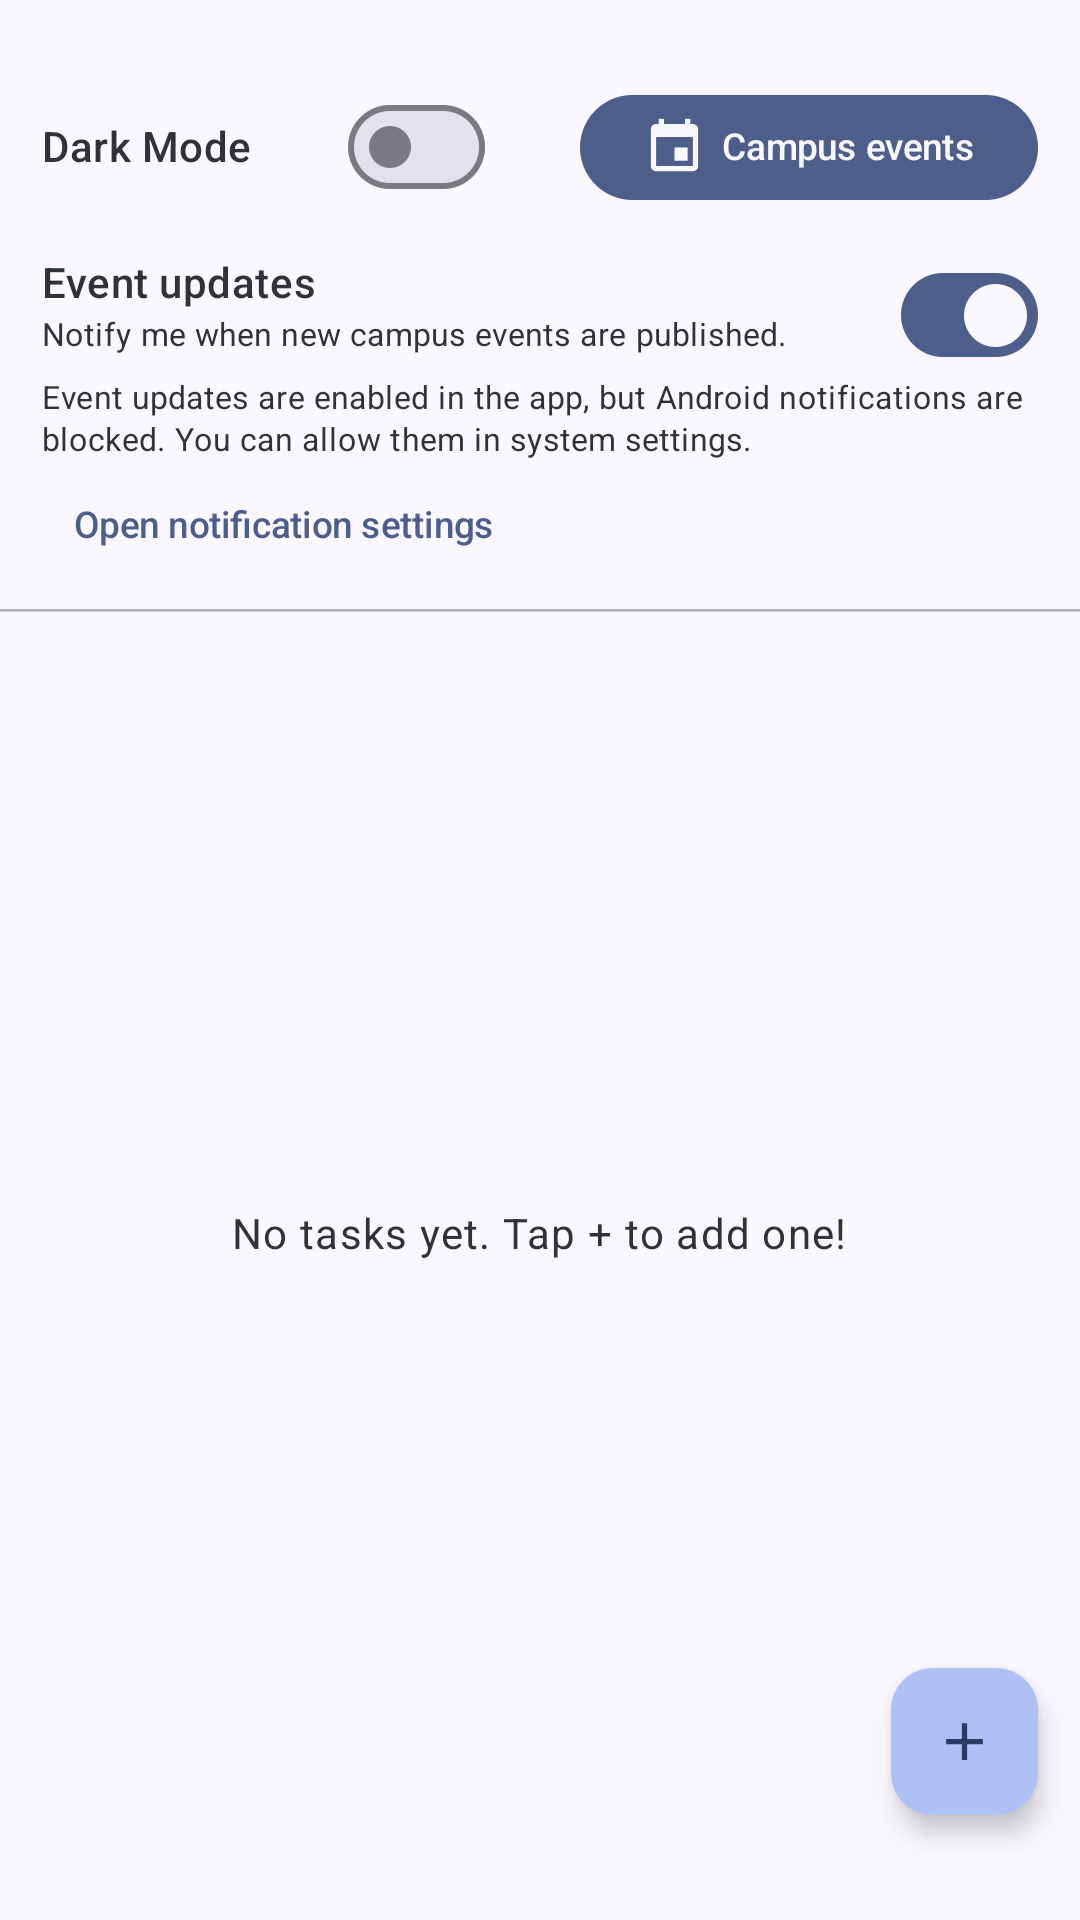 Dark Mode
Campus events
Event updates
Notify me when new campus events are published.
Event updates are enabled in the app, but Android notifications are
blocked. You can allow them in system settings.
Open notification settings
No tasks yet. Tap + to add one!
+